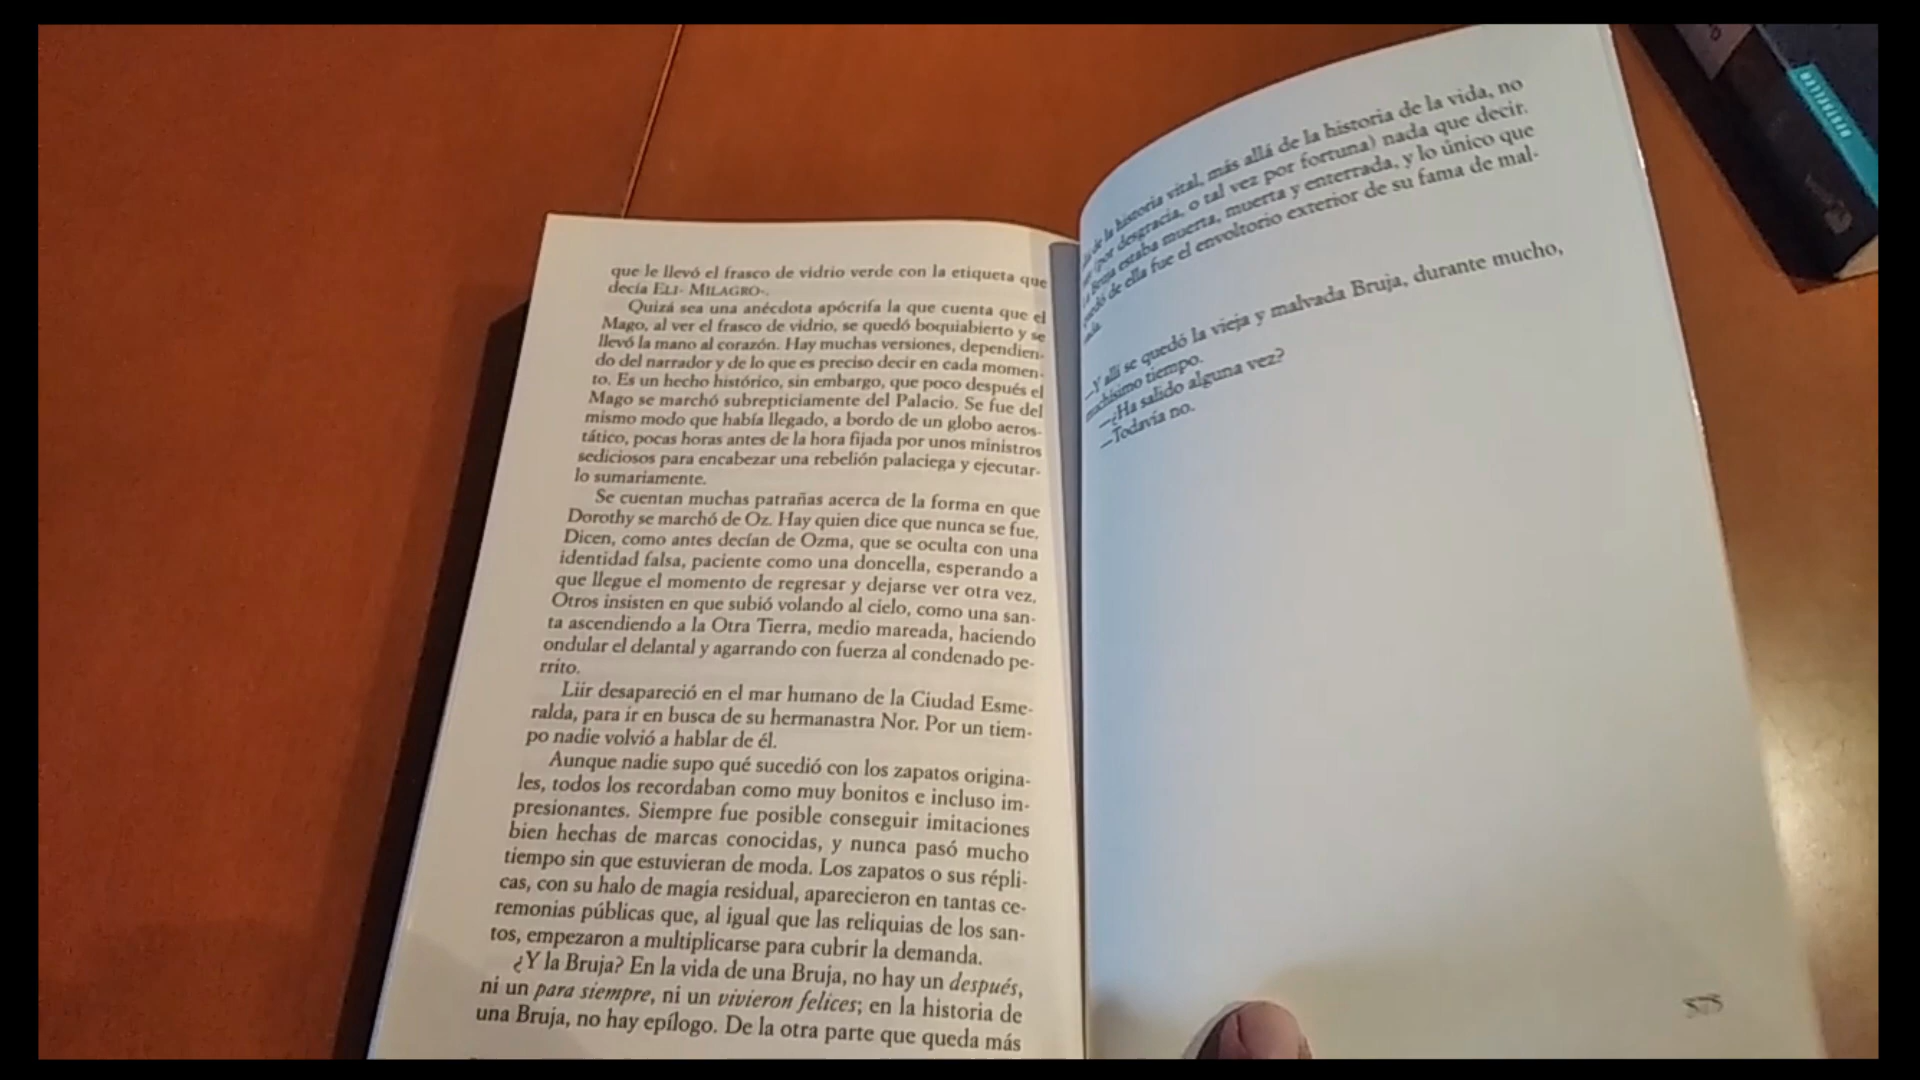 que le llevó el frasco de vidrio verde con la etiqueta que
decía ELI- MILAGRO-.
Quizá sea una anécdota apócrifa la que cuenta que el
Mago, al ver el frasco de vidrio, se quedó boquiabierto y se
llevó la mano al corazón. Hay muchas versiones, dependien-
do del narrador y de lo que es preciso decir en cada momen-
to. Es un hecho histórico, sin embargo, que poco después el
Mago se marchó subrepticiamente del Palacio. Se fue del
mismo modo que había llegado, a bordo de un globo aeros-
tático, pocas horas antes de la hora fijada por unos ministros
sediciosos para encabezar una rebelión palaciega y ejecutar-
lo sumariamente.
Se cuentan muchas patrañas acerca de la forma en que
Dorothy se marchó de Oz. Hay quien dice que nunca se fue.
Dicen, como antes decían de Ozma, que se oculta con una
identidad falsa, paciente como una doncella, esperando a
que llegue el momento de regresar y dejarse ver otra vez.
Otros insisten en que subió volando al cielo, como una san-
ta ascendiendo a la Otra Tierra, medio mareada, haciendo
ondular el delantal y agarrando con fuerza al condenado pe-
rrito.
Liir desapareció en el mar humano de la Ciudad Esme-
ralda, para ir en busca de su hermanastra Nor. Por un tiem-
po nadie volvió a hablar de él.
Aunque nadie supo qué sucedió con los zapatos origina-
les, todos los recordaban como muy bonitos e incluso im-
presionantes. Siempre fue posible conseguir imitaciones
bien hechas de marcas conocidas, y nunca pasó mucho
tiempo sin que estuvieran de moda. Los zapatos o sus répli-
cas, con su halo de magia residual, aparecieron en tantas ce-
remonias públicas que, al igual que las reliquias de los san-
tos, empezaron a multiplicarse para cubrir la demanda.
¿Y la Bruja? En la vida de una Bruja, no hay un después,
ni un para siempre, ni un vivieron felices; en la historia de
una Bruja, no hay epílogo. De la otra parte que queda más
de la historia vital, más allá de la historia de la vida, no
(por desgracia, o tal vez por fortuna) nada que decir.
Bruja estaba muerta, muerta y enterrada, y lo único que
quedó de ella fue el envoltorio exterior de su fama de mal-
—Y allí se quedó la vieja y malvada Bruja, durante mucho,
muchísimo tiempo.
—¿Ha salido alguna vez?
—Todavía no.